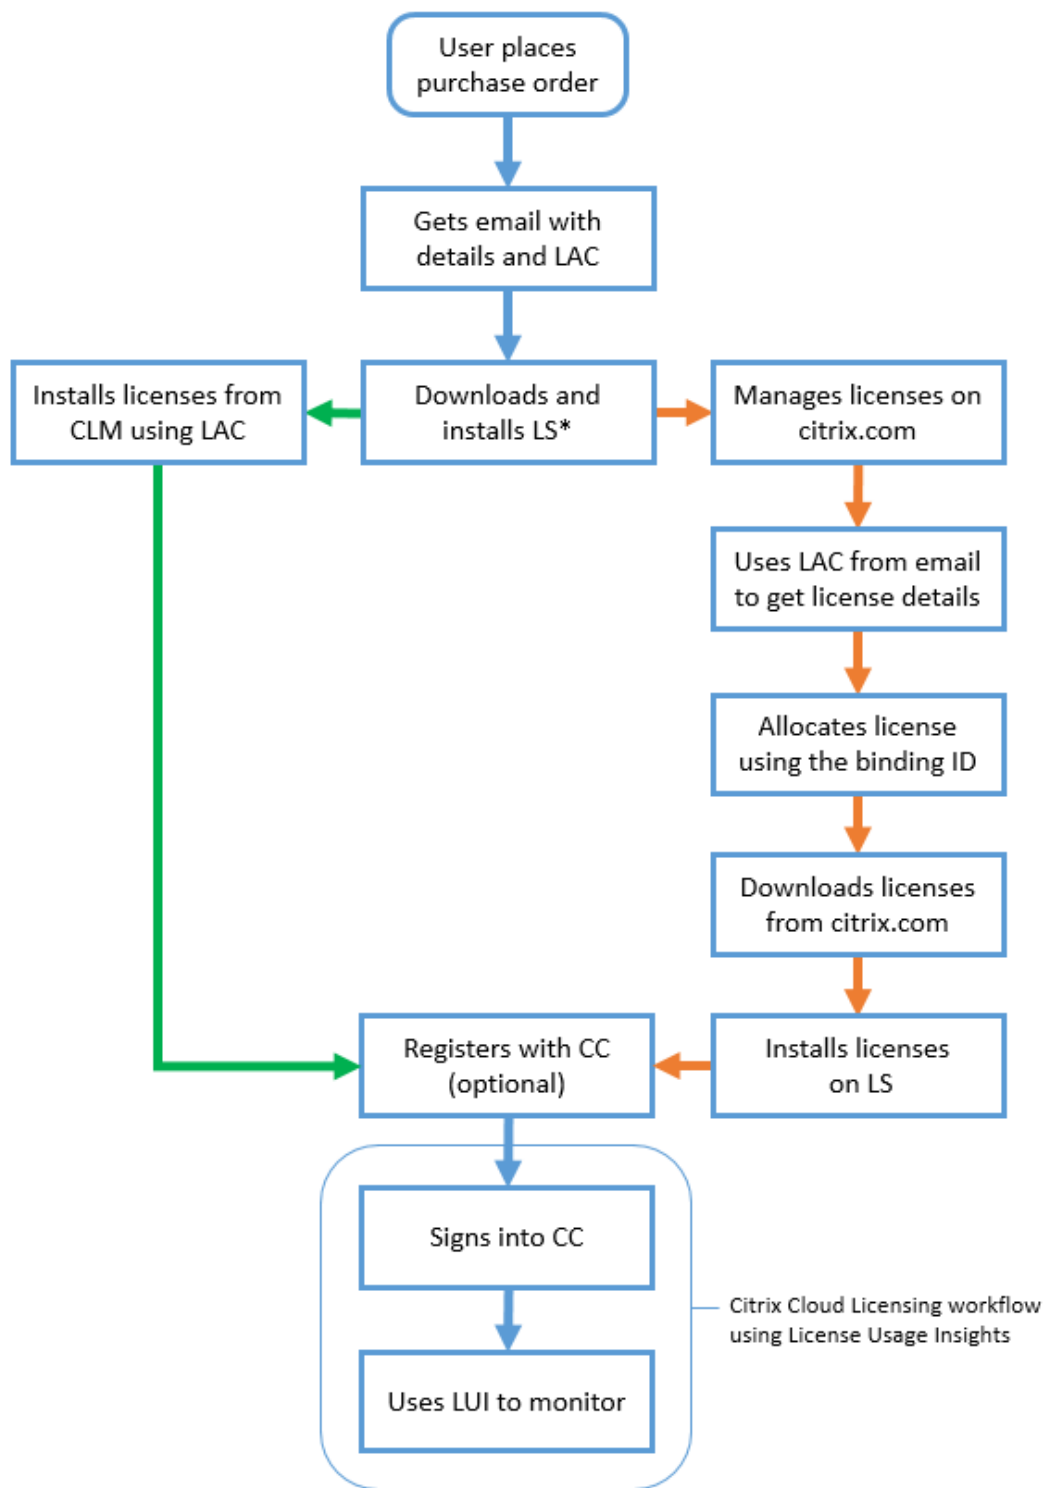 User places
purchase order
Gets email with
details and LAC
Installs licenses from
CLM using LAC
Downloads and
installs LS*
Manages licenses on
citrix.com
Uses LAC from email
to get license details
Allocates license
using the binding ID
Downloads licenses
from citrix.com
Registers with CC
(optional)
Installs licenses
on LS
Signs into CC
Citrix Cloud Licensing workflow
using License Usage Insights
Uses LUI to monitor